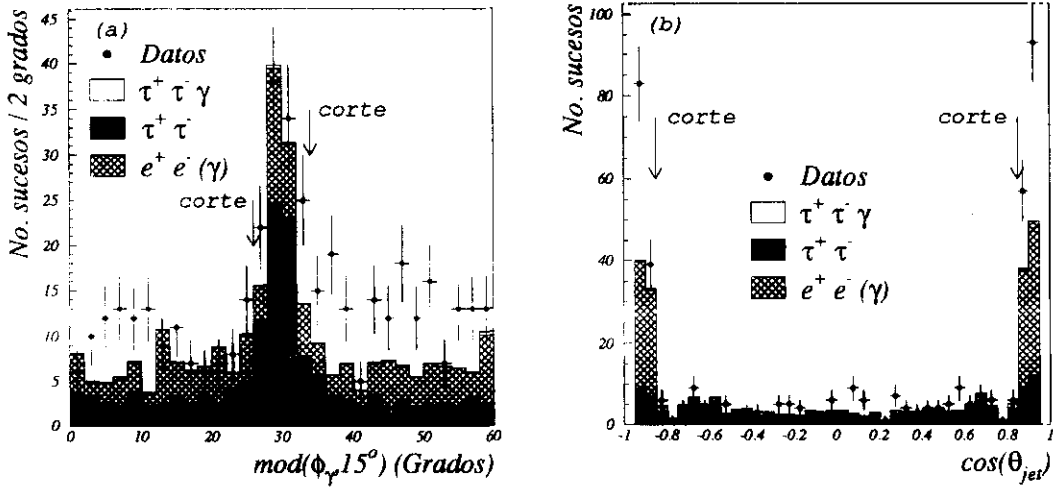 No. sucesos / 2 grados
45
40
35
30
25
20
15
10
5
0
(a)
Datos
τ+ τ- γ
τ+ τ-
e+ e- (γ)
corte
corte
0 10 20 30 40 50 60
mod(ϕγ,15°) (Grados)
No. sucesos
100
80
60
40
20
0
(b)
corte
corte
Datos
τ+ τ- γ
τ+ τ-
e+ e- (γ)
-1 -0.8 -0.6 -0.4 -0.2 0 0.2 0.4 0.6 0.8 1
cos(θjet)